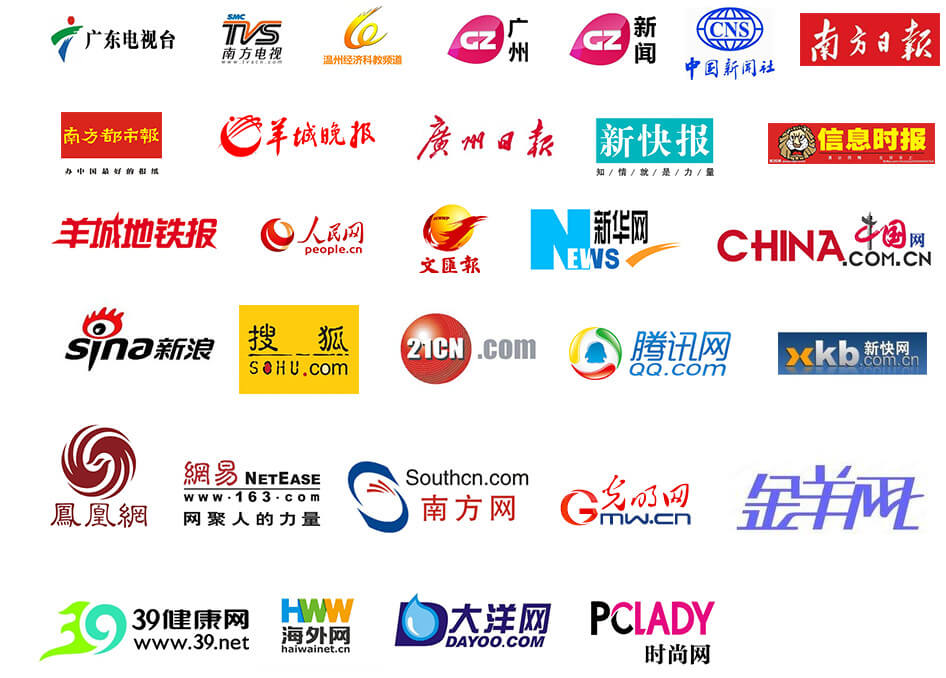 广东电视台
SMC
TVS
南方电视
www.tvscn.com
温州经济科教频道
GZ 广州
GZ 新闻
CNS
中国新闻社
南方日报
南方都市報
办中国最好的报纸
羊城晚报
廣州日报
新快报
知/情/就/是/力/量
信息时报
羊城地铁报
人民网
people.cn
文匯報
NEWS 新华网
CHINA 中国网
.COM.CN
sina新浪
搜狐
SOHU.com
21CN .com
腾讯网
QQ.com
xkb 新快网
com.cn
鳳凰網
網易 NETEASE
www.163.com
网聚人的力量
Southcn.com
南方网
光明网
Gmw.cn
金羊网
39健康网
www.39.net
HWW
海外网
haiwainet.cn
大洋网
DAYOO.COM
PCLADY
时尚网